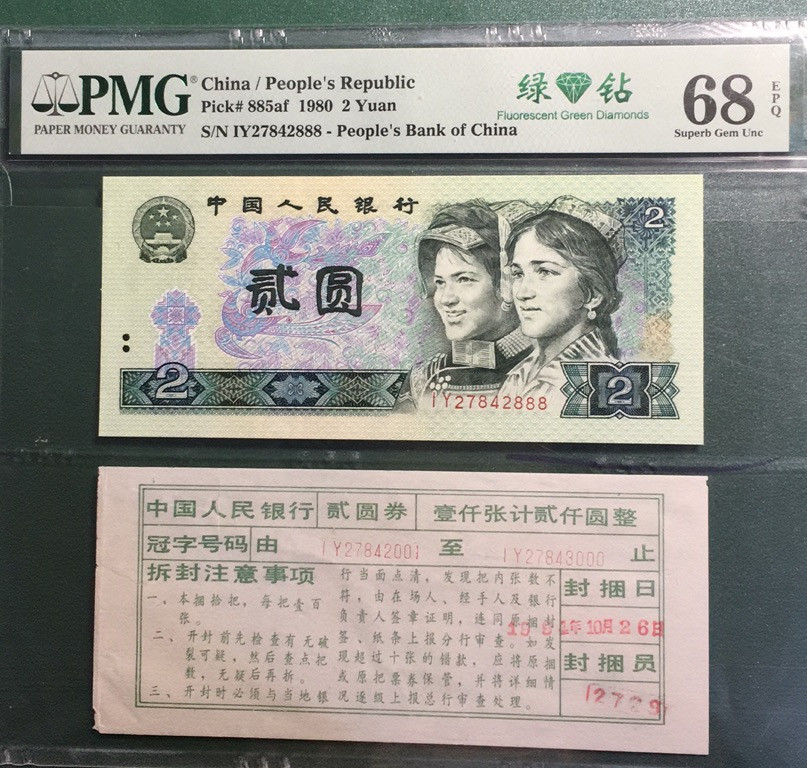 PMG®
PAPER MONEY GUARANTY
China / People's Republic
Pick# 885af 1980 2 Yuan
S/N IY27842888 - People's Bank of China
绿钻
Fluorescent Green Diamonds
68
EPQ
Superb Gem Unc
中国人民银行
2
贰圆
2
2
IY27842888
中国人民银行 贰圆券 壹仟张计贰仟圆整
冠字号码 由 IY27842001 至 IY27843000 止
拆封注意事项
一、本捆拾把，每把壹百
张。
二、开封前先检查有无破
裂可疑，然后查点把
数，无疑后再拆。
三、开封时必须与当地银
行当面点清，发现把内张数不
符，由在场人、经手人及银行
负责人签章证明，连同原捆封
签、纸条上报分行审查。如发
现超过十张的错款，应将原捆
或原把票券保管，并将详细情
况逐级上报总行审查处理。
封捆日
年10月26日
封捆员
12729